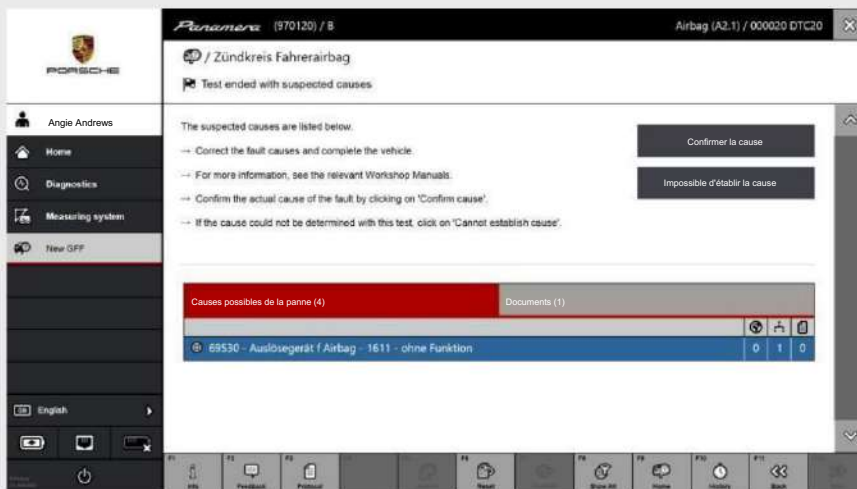 Panamera (970120) / B
Airbag (A2.1) / 000020 DTC20
PORSCHE
/ Zündkreis Fahrerairbag
Test ended with suspected causes
Angie Andrews
Home
Diagnostics
Measuring system
New GFF
The suspected causes are listed below.
→ Correct the fault causes and complete the vehicle.
→ For more information, see the relevant Workshop Manuals.
→ Confirm the actual cause of the fault by clicking on 'Confirm cause'.
→ If the cause could not be determined with this test, click on 'Cannot establish cause'.
Confirmer la cause
Impossible d'établir la cause
Causes possibles de la panne (4)
Documents (1)
69530 - Auslösegerät f Airbag - 1611 - ohne Funktion
0 1 0
GB English
F1 Info
F2 Feedback
F3 Protocol
F6 Reset
F8 Show All
F9 Home
F10 History
F11 Back